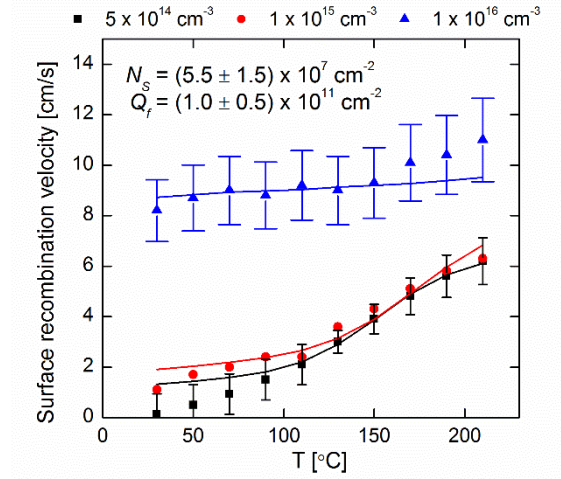 5 x 10¹⁴ cm⁻³ 1 x 10¹⁵ cm⁻³ 1 x 10¹⁶ cm⁻³
N_S = (5.5 ± 1.5) x 10⁷ cm⁻²
Q_f = (1.0 ± 0.5) x 10¹¹ cm⁻²
Surface recombination velocity [cm/s]
14
12
10
8
6
4
2
0
0 50 100 150 200
T [°C]